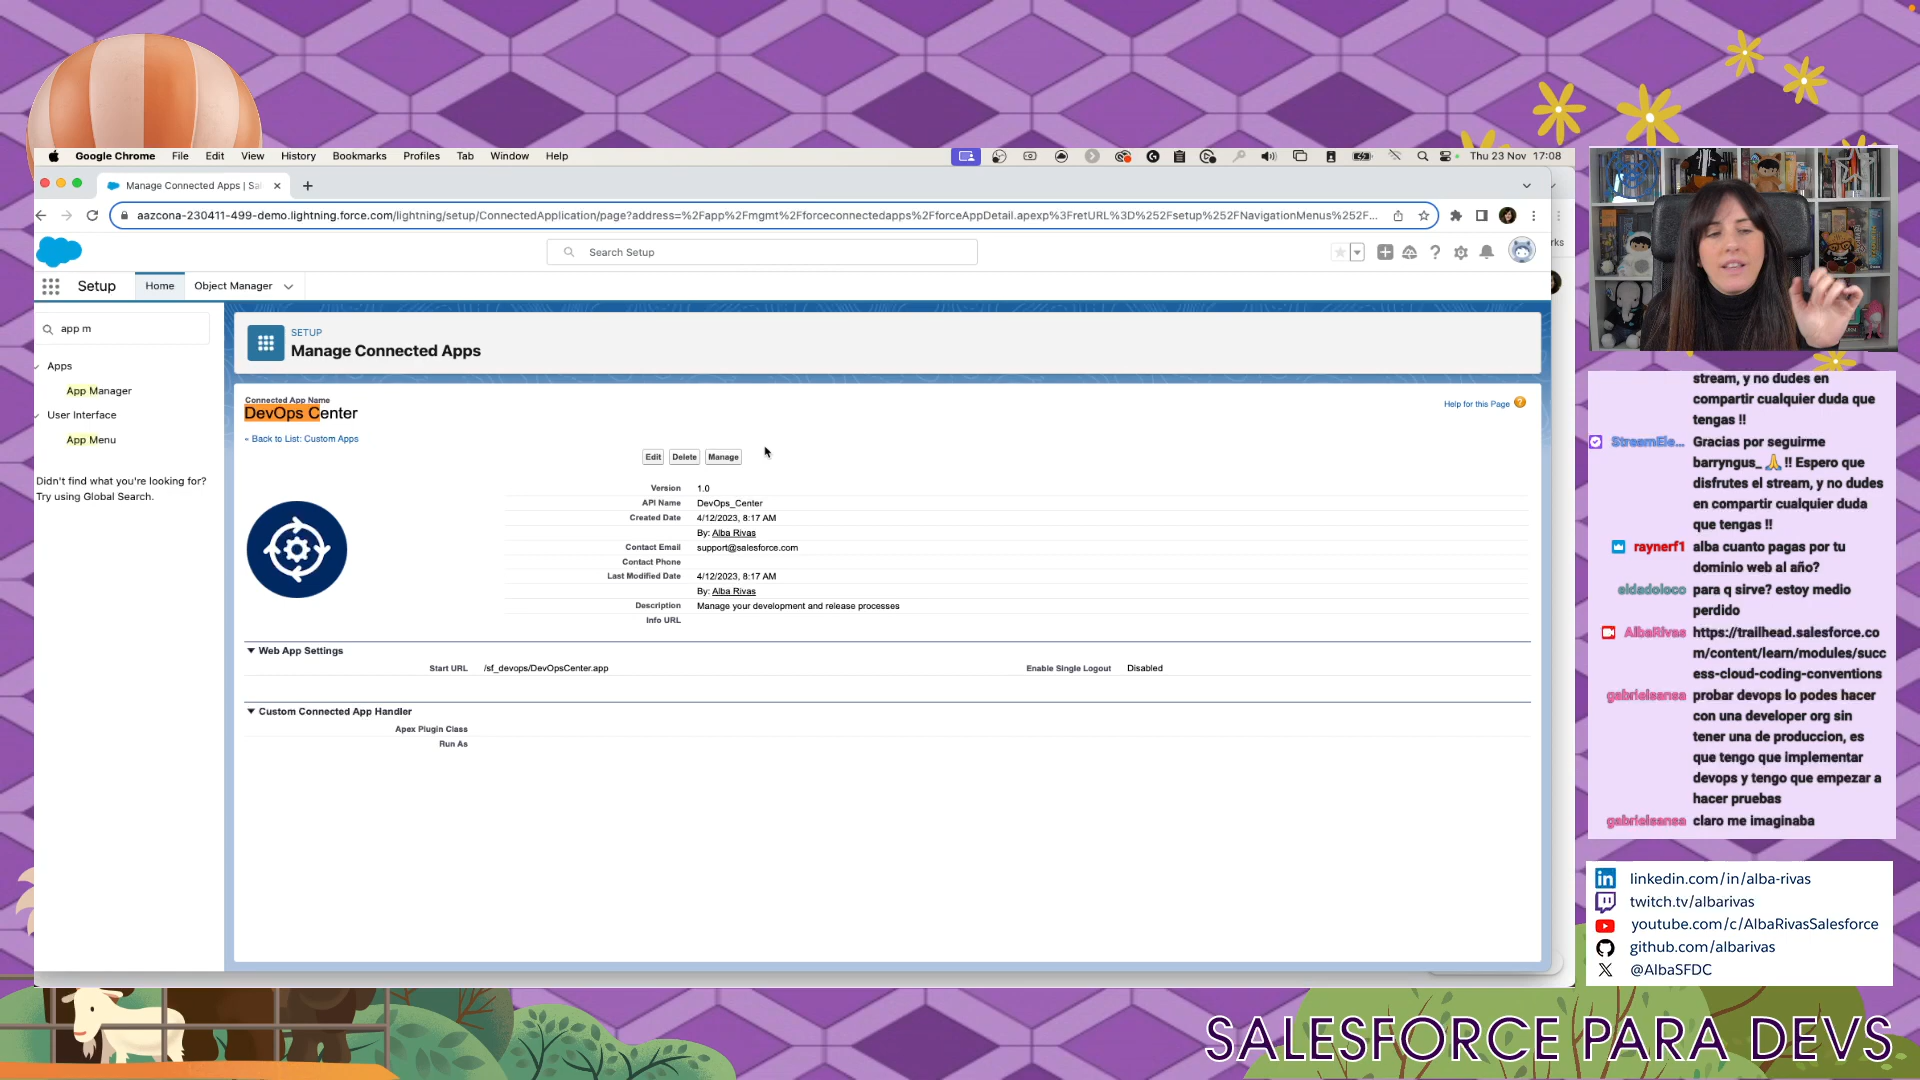 Google Chrome File Edit View History Bookmarks Profiles Tab Window Help
Thu 23 Nov 17:08
Manage Connected Apps | Sa
aazcona-230411-499-demo.lightning.force.com/lightning/setup/ConnectedApplication/page?address=%2Fapp%2Fmgmt%2Fforceconnectedapps%2FforceAppDetail.apexp%3FretURL%3D%252Fsetup%252FNavigationMenus%252F...
Search Setup
Setup
Home
Object Manager
app m
Apps
App Manager
User Interface
App Menu
Didn't find what you're looking for?
Try using Global Search.
SETUP
Manage Connected Apps
Connected App Name
DevOps Center
Help for this Page
« Back to List: Custom Apps
Edit Delete Manage
Version 1.0
API Name DevOps_Center
Created Date 4/12/2023, 8:17 AM
By: Alba Rivas
Contact Email support@salesforce.com
Contact Phone
Last Modified Date 4/12/2023, 8:17 AM
By: Alba Rivas
Description Manage your development and release processes
Info URL
Web App Settings
Start URL /sf_devops/DevOpsCenter.app
Enable Single Logout Disabled
Custom Connected App Handler
Apex Plugin Class
Run As
stream, y no dudes en
compartir cualquier duda que
tengas !!
StreamEle... Gracias por seguirme
barryngus_ 🙏 !! Espero que
disfrutes el stream, y no dudes
en compartir cualquier duda
que tengas !!
raynerf1 alba cuanto pagas por tu
dominio web al año?
eldadoloco para q sirve? estoy medio
perdido
AlbaRivas https://trailhead.salesforce.co
m/content/learn/modules/succ
ess-cloud-coding-conventions
gabrielsansa probar devops lo podes hacer
con una developer org sin
tener una de produccion, es
que tengo que implementar
devops y tengo que empezar a
hacer pruebas
gabrielsansa claro me imaginaba
linkedin.com/in/alba-rivas
twitch.tv/albarivas
youtube.com/c/AlbaRivasSalesforce
github.com/albarivas
@AlbaSFDC
SALESFORCE PARA DEVS